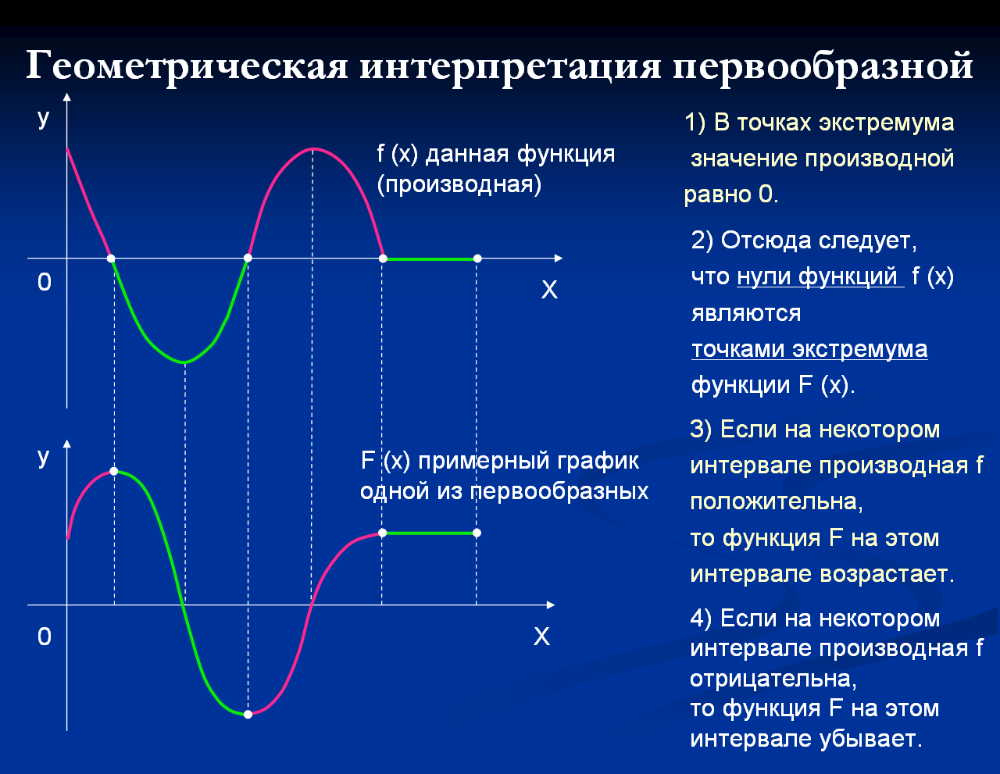 Геометрическая интерпретация первообразной
y
f (x) данная функция
(производная)
0
X
y
F (x) примерный график
одной из первообразных
0
X
1) В точках экстремума
значение производной
равно 0.
2) Отсюда следует,
что нули функций f (x)
являются
точками экстремума
функции F (x).
3) Если на некотором
интервале производная f
положительна,
то функция F на этом
интервале возрастает.
4) Если на некотором
интервале производная f
отрицательна,
то функция F на этом
интервале убывает.